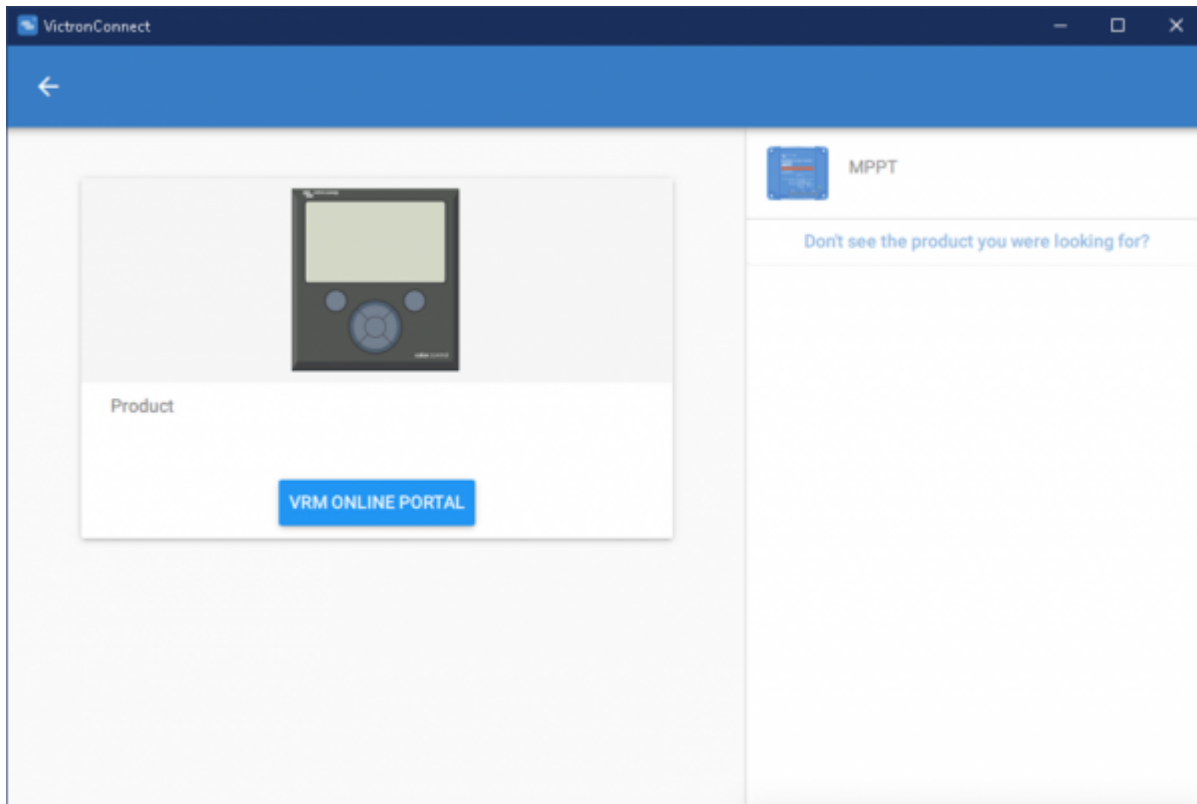 VictronConnect
Product
VRM ONLINE PORTAL
MPPT
Don't see the product you were looking for?